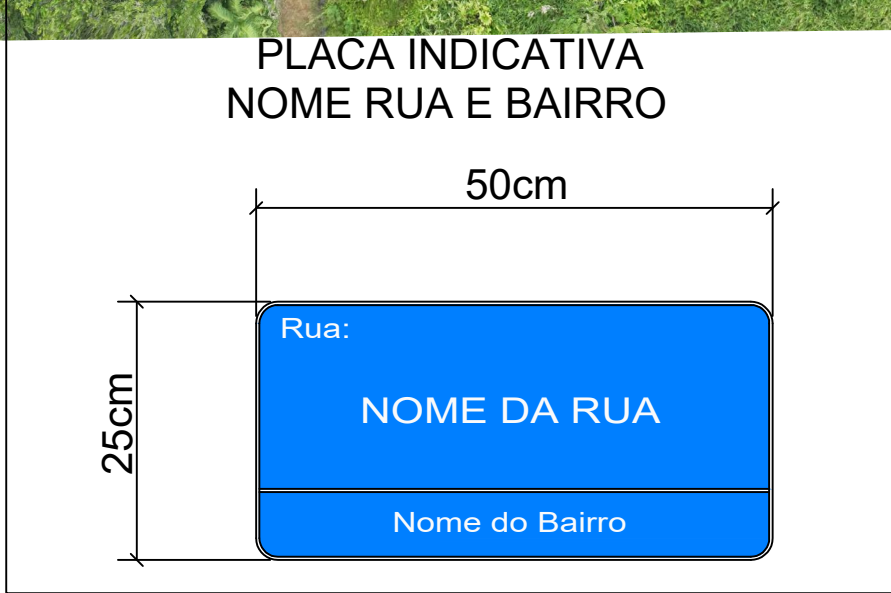 PLACA INDICATIVA
NOME RUA E BAIRRO
50cm
25cm
Rua:
NOME DA RUA
Nome do Bairro